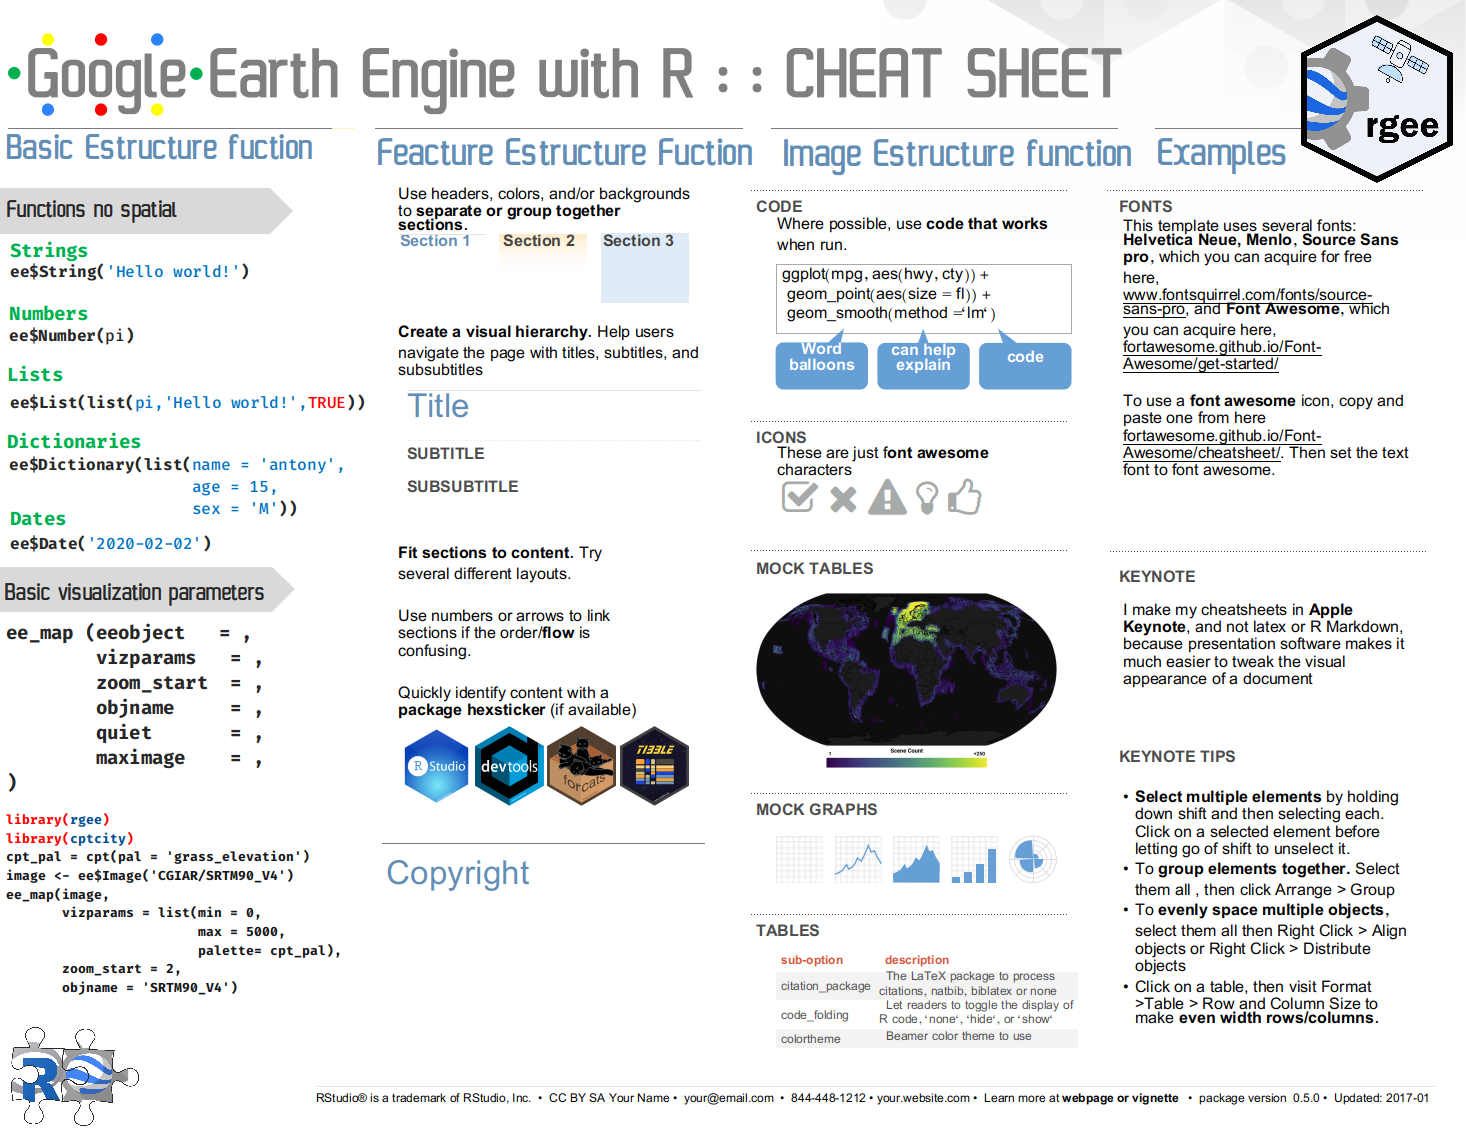 Google Earth Engine with R : : CHEAT SHEET
rgee
Basic Estructure fuction
Functions no spatial
Strings
ee$String('Hello world!')
Numbers
ee$Number(pi)
Lists
ee$List(list(pi,'Hello world!',TRUE))
Dictionaries
ee$Dictionary(list(name = 'antony',
age = 15,
sex = 'M'))
Dates
ee$Date('2020-02-02')
Basic visualization parameters
ee_map (eeobject = ,
vizparams = ,
zoom_start = ,
objname = ,
quiet = ,
maximage = ,
)
library(rgee)
library(cptcity)
cpt_pal = cpt(pal = 'grass_elevation')
image <- ee$Image('CGIAR/SRTM90_V4')
ee_map(image,
vizparams = list(min = 0,
max = 5000,
palette= cpt_pal),
zoom_start = 2,
objname = 'SRTM90_V4')
R
Feacture Estructure Fuction
Use headers, colors, and/or backgrounds
to separate or group together
sections.
Section 1 Section 2 Section 3
Create a visual hierarchy. Help users
navigate the page with titles, subtitles, and
subsubtitles
Title
SUBTITLE
SUBSUBTITLE
Fit sections to content. Try
several different layouts.
Use numbers or arrows to link
sections if the order/flow is
confusing.
Quickly identify content with a
package hexsticker (if available)
R Studio
devtools
forcats
TIBBLE
Copyright
Image Estructure function
CODE
Where possible, use code that works
when run.
ggplot(mpg, aes(hwy, cty)) +
geom_point(aes(size = fl)) +
geom_smooth(method =‘lm‘ )
Word
balloons
can help
explain
code
ICONS
These are just font awesome
characters
MOCK TABLES
Scene Count
1 +250
MOCK GRAPHS
TABLES
sub-option description
citation_package The LaTeX package to process
citations, natbib, biblatex or none
code_folding Let readers to toggle the display of
R code, ‘none‘, ‘hide‘, or ‘show‘
colortheme Beamer color theme to use
Examples
FONTS
This template uses several fonts:
Helvetica Neue, Menlo, Source Sans
pro, which you can acquire for free
here,
www.fontsquirrel.com/fonts/source-
sans-pro, and Font Awesome, which
you can acquire here,
fortawesome.github.io/Font-
Awesome/get-started/
To use a font awesome icon, copy and
paste one from here
fortawesome.github.io/Font-
Awesome/cheatsheet/. Then set the text
font to font awesome.
KEYNOTE
I make my cheatsheets in Apple
Keynote, and not latex or R Markdown,
because presentation software makes it
much easier to tweak the visual
appearance of a document
KEYNOTE TIPS
• Select multiple elements by holding
down shift and then selecting each.
Click on a selected element before
letting go of shift to unselect it.
• To group elements together. Select
them all , then click Arrange > Group
• To evenly space multiple objects,
select them all then Right Click > Align
objects or Right Click > Distribute
objects
• Click on a table, then visit Format
>Table > Row and Column Size to
make even width rows/columns.
RStudio® is a trademark of RStudio, Inc. • CC BY SA Your Name • your@email.com • 844-448-1212 • your.website.com • Learn more at webpage or vignette • package version 0.5.0 • Updated: 2017-01